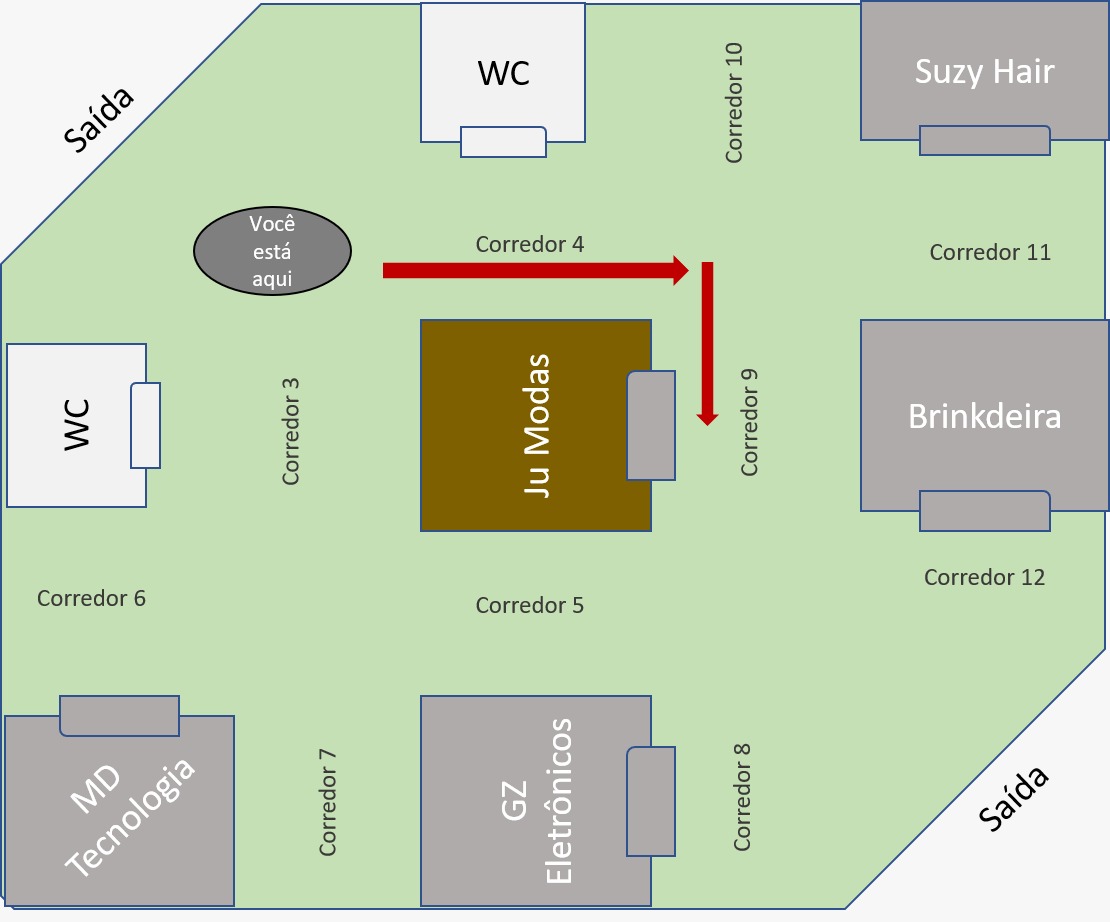 Saída
WC
Corredor 10
Suzy Hair
Você
está
aqui
Corredor 4
Corredor 11
WC
Corredor 3
Ju Modas
Corredor 9
Brinkdeira
Corredor 6
Corredor 5
Corredor 12
MD
Tecnologia
Corredor 7
GZ
Eletrônicos
Corredor 8
Saída